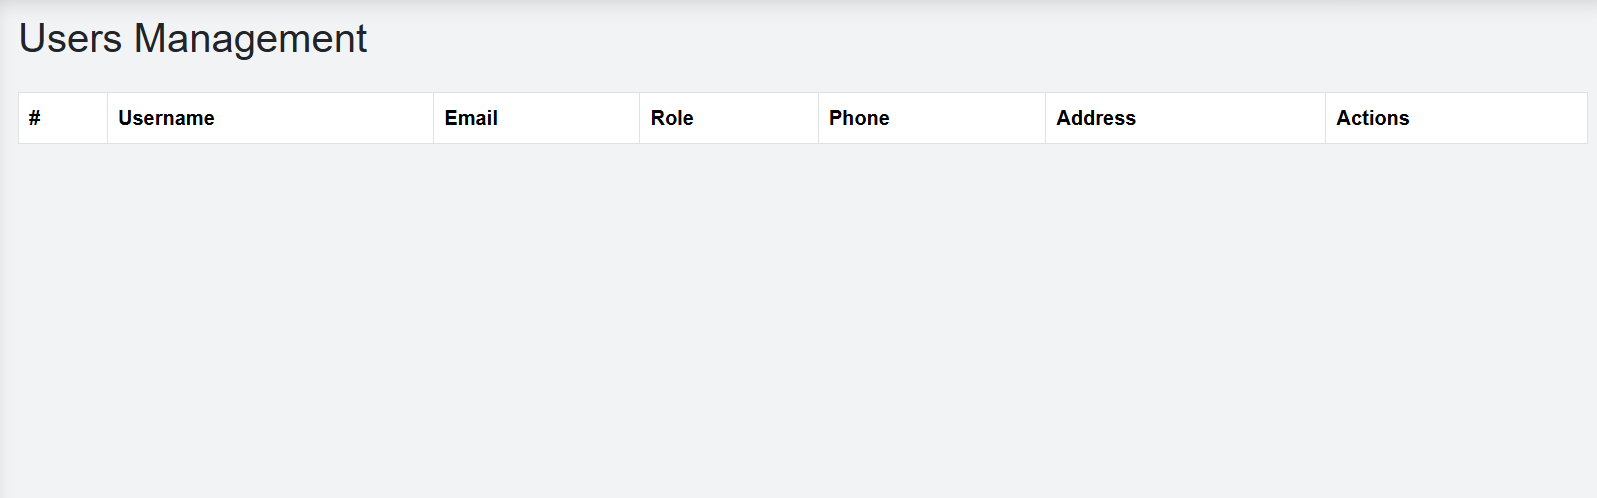 Users Management
# Username Email Role Phone Address Actions